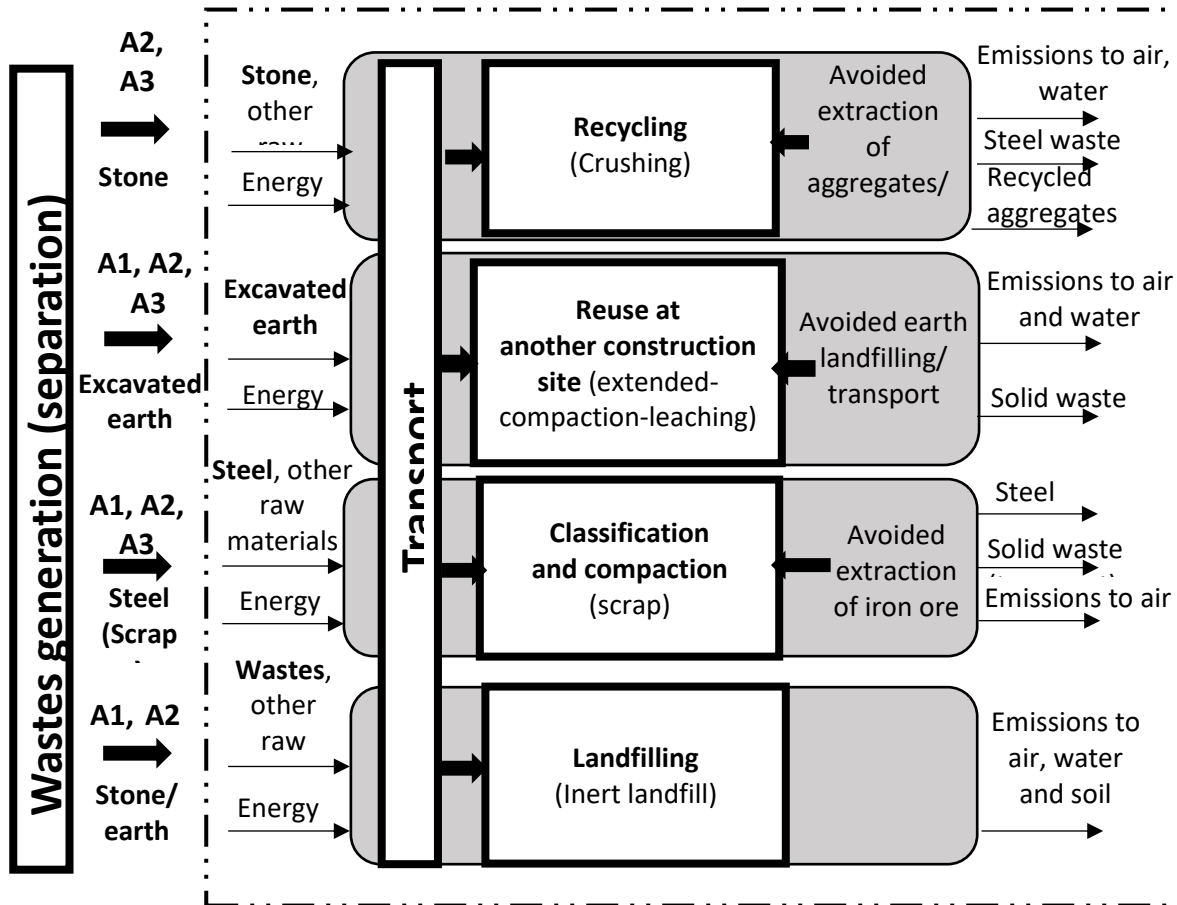 Wastes generation (separation)
A2,
A3
Stone
A1, A2,
A3
Excavated
earth
A1, A2,
A3
Steel
(Scrap
A1, A2
Stone/
earth
Transport
Stone,
other
raw
Energy
Recycling
(Crushing)
Avoided
extraction
of
aggregates/
Emissions to air,
water
Steel waste
Recycled
aggregates
Excavated
earth
Energy
Reuse at
another construction
site (extended-
compaction-leaching)
Avoided earth
landfilling/
transport
Emissions to air
and water
Solid waste
Steel, other
raw
materials
Energy
Classification
and compaction
(scrap)
Avoided
extraction
of iron ore
Steel
Solid waste
Emissions to air
Wastes,
other
raw
Energy
Landfilling
(Inert landfill)
Emissions to
air, water
and soil